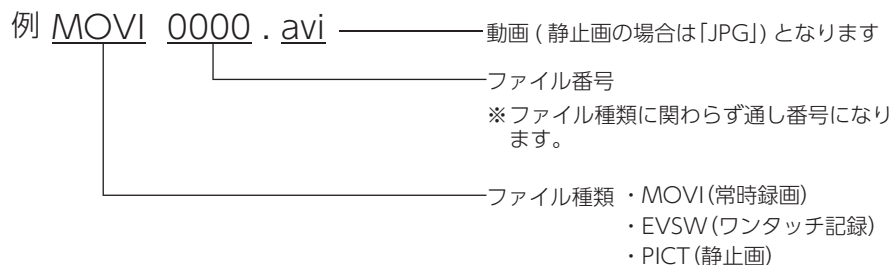 例 MOVI 0000 . avi 動画 ( 静止画の場合は「JPG」) となります
ファイル番号
※ファイル種類に関わらず通し番号になり
ます。
ファイル種類 ・MOVI(常時録画)
・EVSW(ワンタッチ記録)
・PICT(静止画)